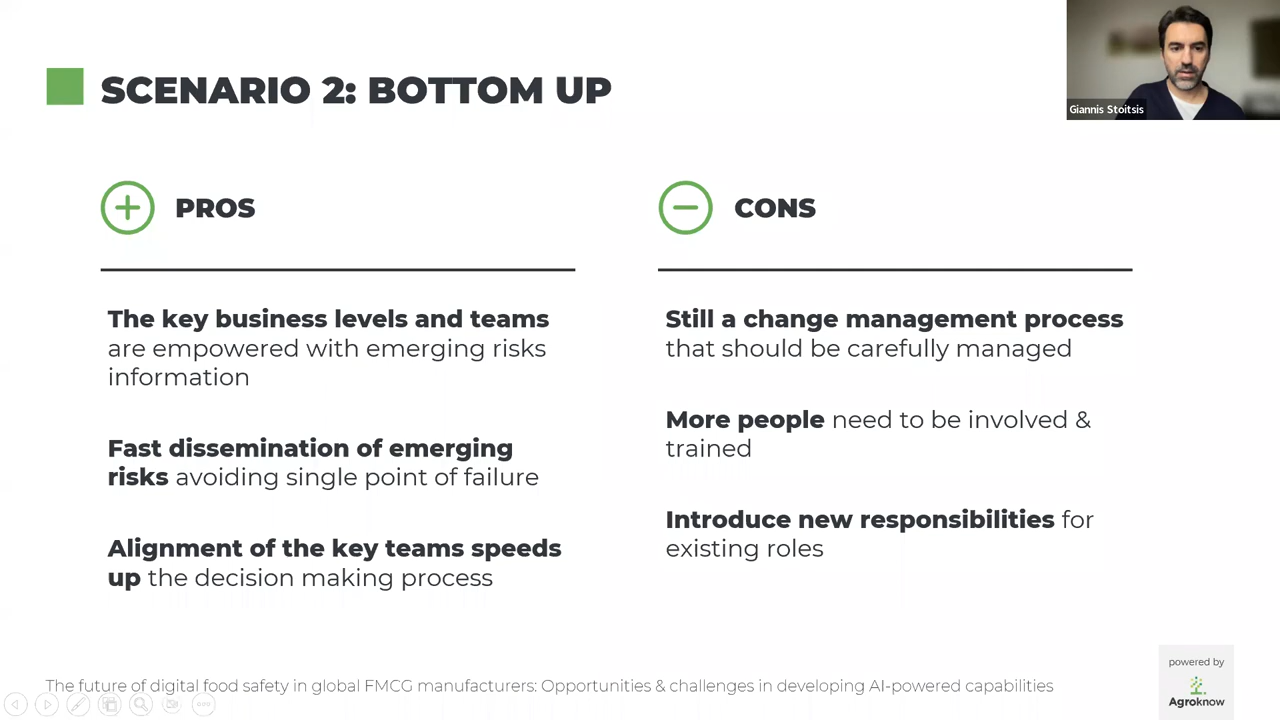 SCENARIO 2: BOTTOM UP
Giannis Stoitsis
PROS
The key business levels and teams
are empowered with emerging risks
information
Fast dissemination of emerging
risks avoiding single point of failure
Alignment of the key teams speeds
up the decision making process
CONS
Still a change management process
that should be carefully managed
More people need to be involved &
trained
Introduce new responsibilities for
existing roles
The future of digital food safety in global FMCG manufacturers: Opportunities & challenges in developing AI-powered capabilities
powered by
Agroknow